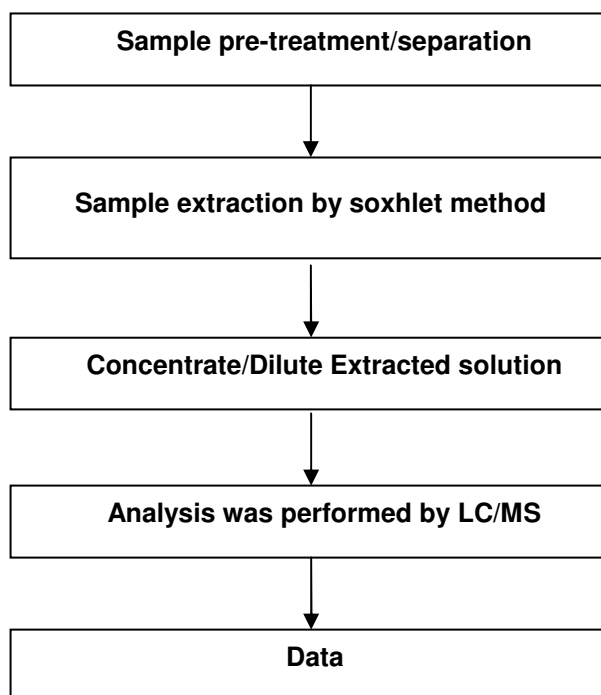 Sample pre-treatment/separation
Sample extraction by soxhlet method
Concentrate/Dilute Extracted solution
Analysis was performed by LC/MS
Data